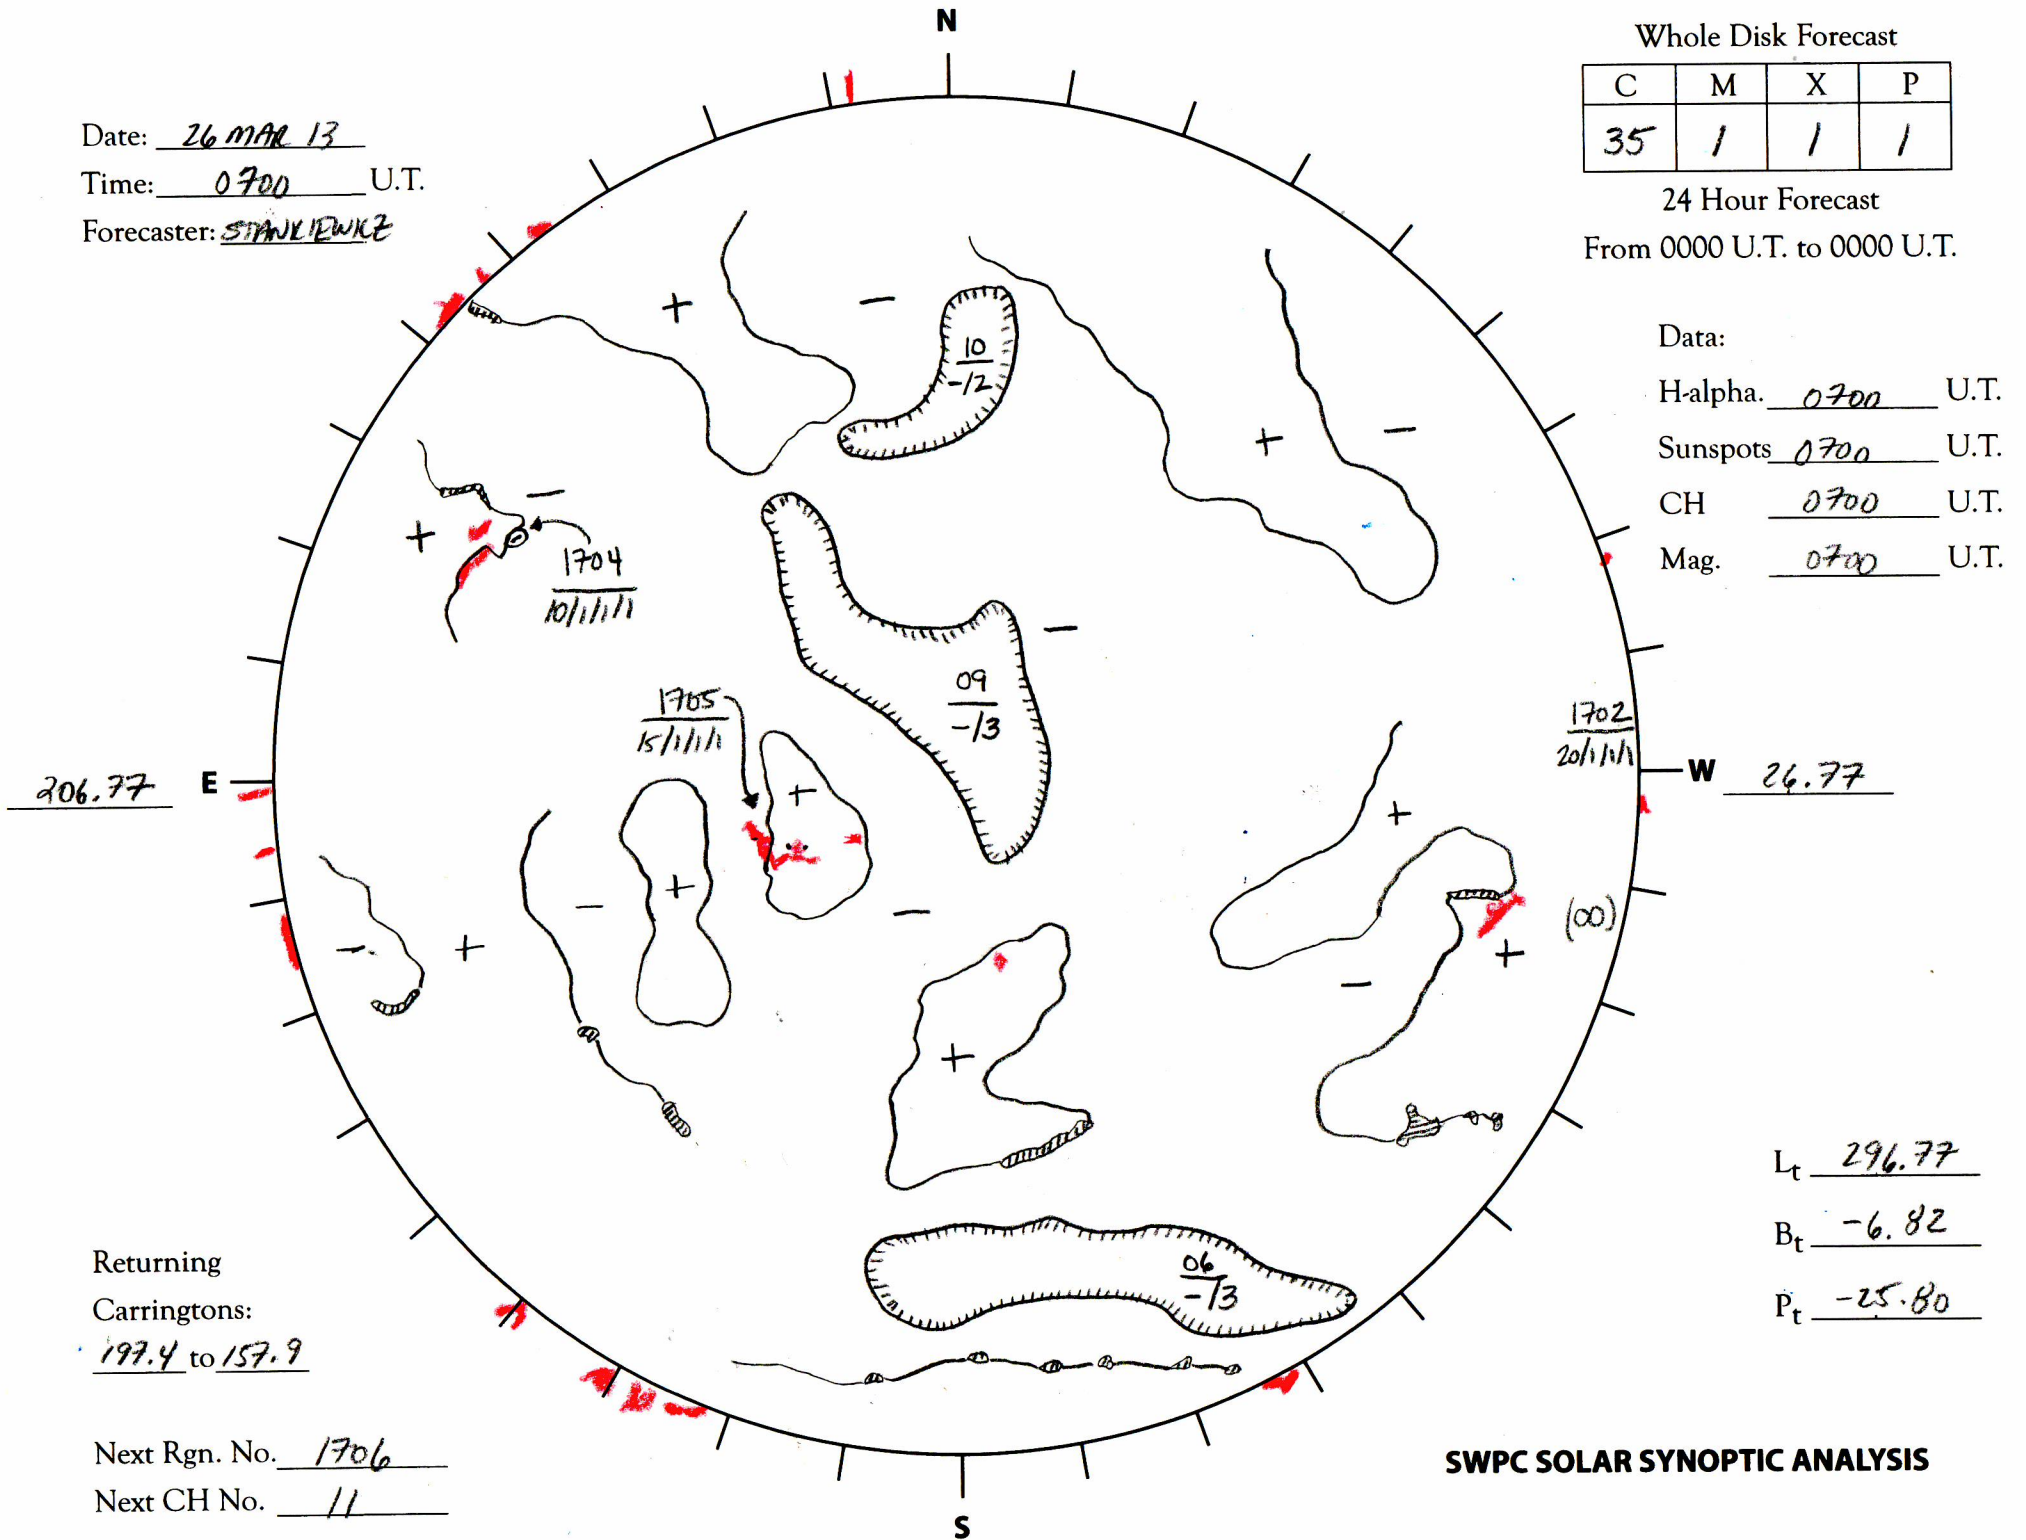 N
Whole Disk Forecast
C M X P
35 1 1 1
24 Hour Forecast
From 0000 U.T. to 0000 U.T.
Date: 26 MAR 13
Time: 0700 U.T.
Forecaster: STANKIEWICZ
Data:
H-alpha. 0700 U.T.
Sunspots 0700 U.T.
CH 0700 U.T.
Mag. 0700 U.T.
+
-
10
-/2
+
-
-
+
1704
10/1/1/1
-
09
-/3
1705
15/1/1/1
1702
20/1/1/1
206.77 E
W 26.77
+
+
+
-
-
(∞)
-
+
+
-
+
Lt 296.77
Bt -6.82
Pt -25.80
06
-/3
Returning
Carringtons:
197.4 to 157.9
Next Rgn. No. 1706
Next CH No. 11
SWPC SOLAR SYNOPTIC ANALYSIS
S